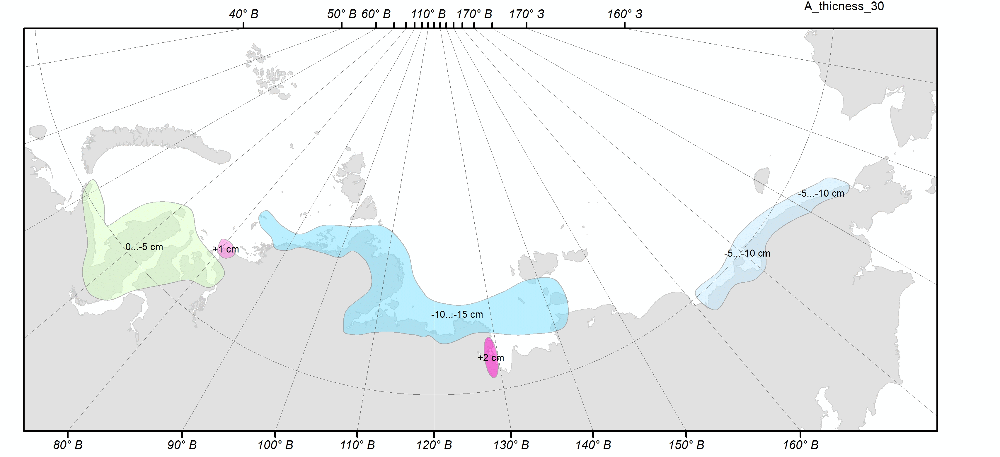 A_thicness_30
40° В 50° В 60° В 110° В 170° В 170° З 160° З
-5...-10 cm
0...-5 cm
+1 cm
-5...-10 cm
-10...-15 cm
+2 cm
80° В 90° В 100° В 110° В 120° В 130° В 140° В 150° В 160° В